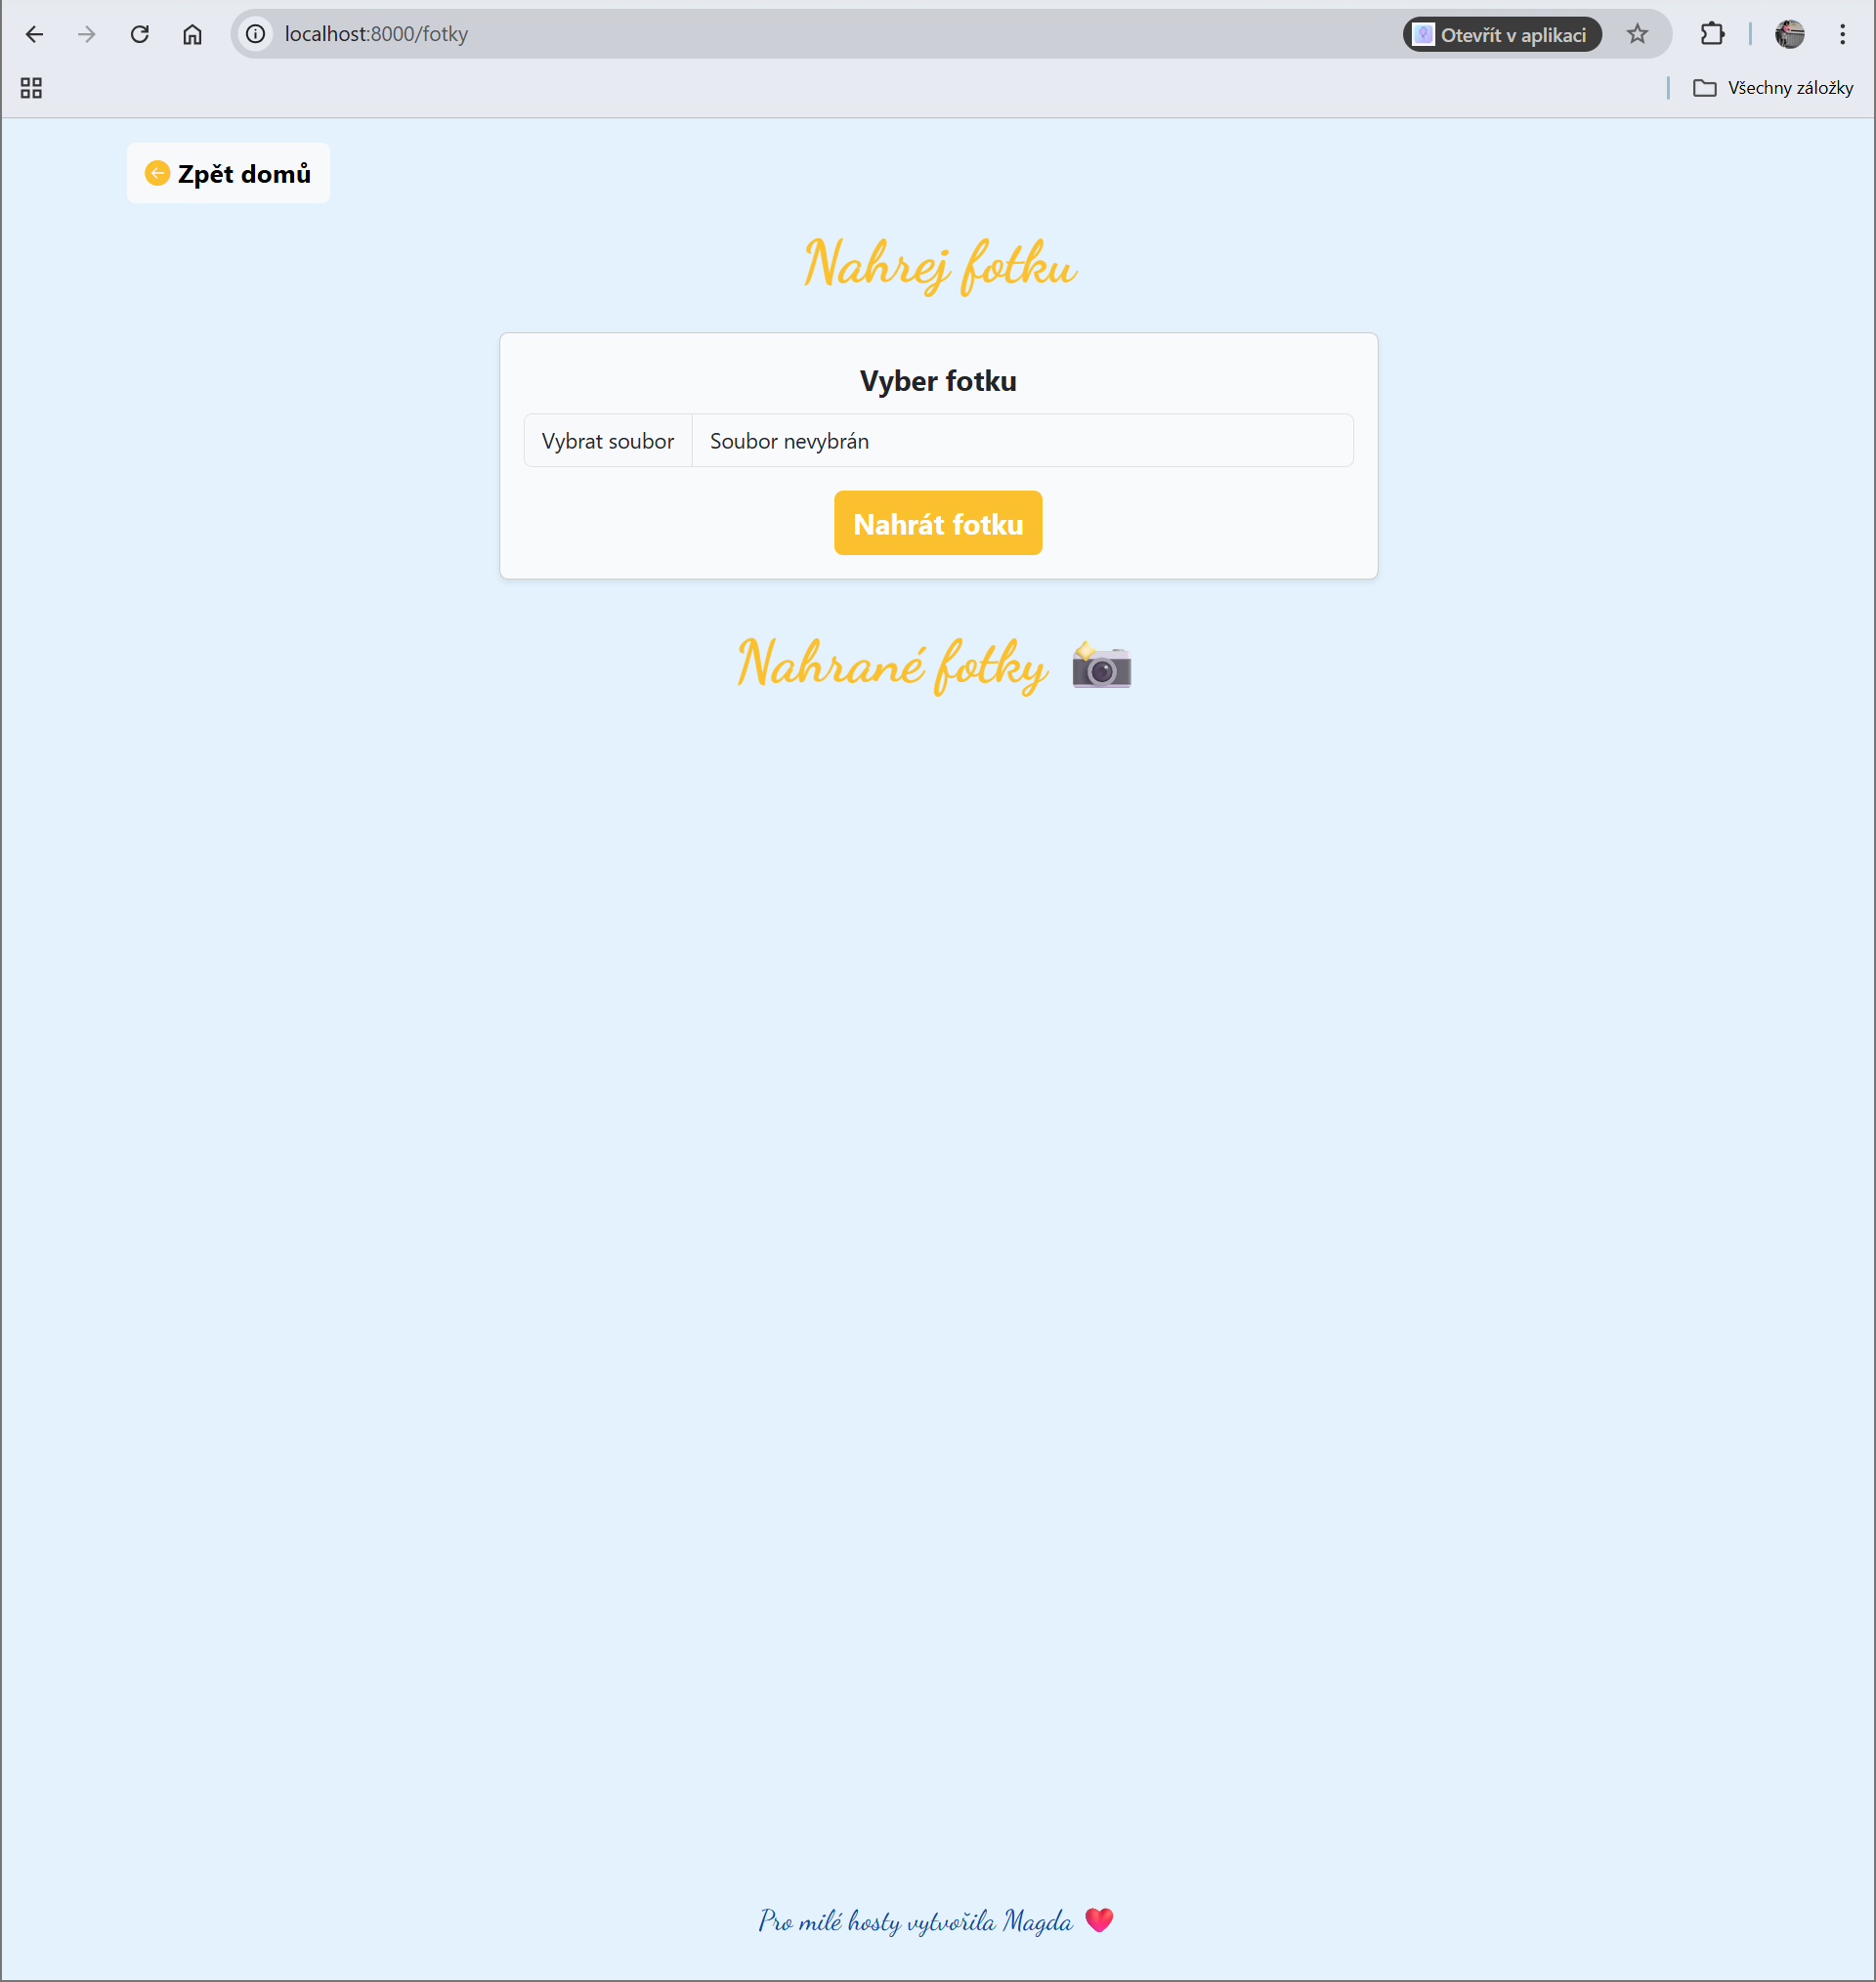 localhost:8000/fotky
Otevřít v aplikaci
Všechny záložky
Zpět domů
Nahrej fotku
Vyber fotku
Vybrat soubor Soubor nevybrán
Nahrát fotku
Nahrané fotky
Pro milé hosty vytvořila Magda